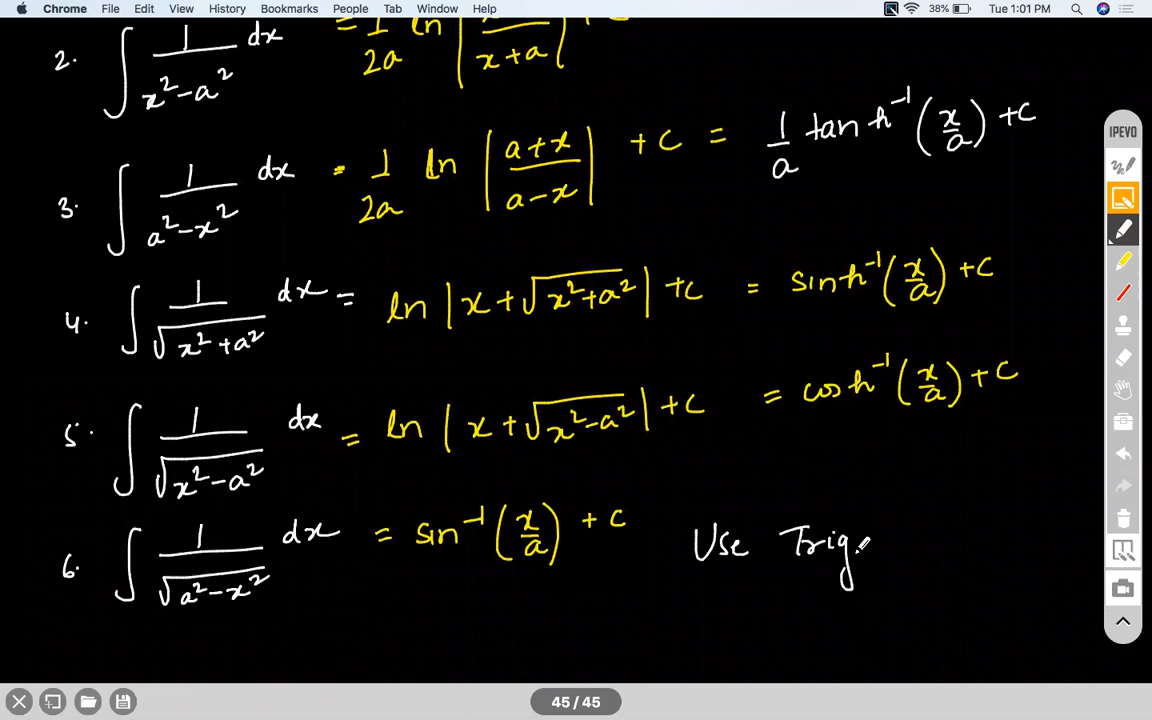 Chrome File Edit View History Bookmarks People Tab Window Help 38% Tue 1:01 PM
2. ∫ 1/(x²-a²) dx = 1/2a ln | /(x+a) |
3. ∫ 1/(a²-x²) dx = 1/2a ln |(a+x)/(a-x)| + C = 1/a tanh⁻¹(x/a) + C
4. ∫ 1/√(x²+a²) dx = ln |x+√(x²+a²)| + C = sinh⁻¹(x/a) + C
5. ∫ 1/√(x²-a²) dx = ln |x+√(x²-a²)| + C = cosh⁻¹(x/a) + C
6. ∫ 1/√(a²-x²) dx = sin⁻¹(x/a) + C Use Trig.
IPEVO
45 / 45